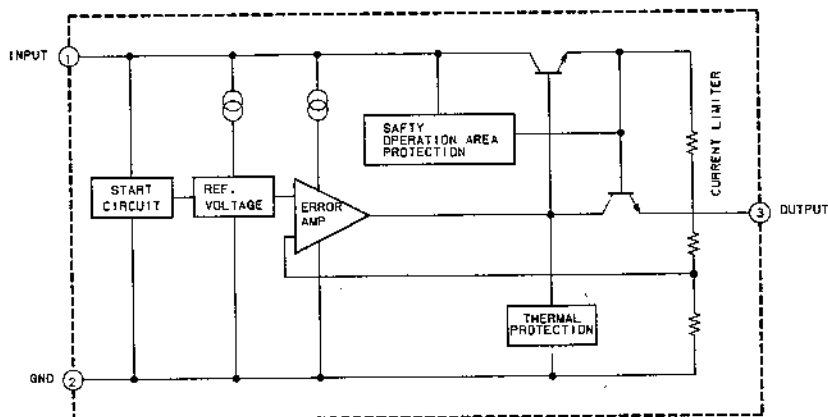 INPUT
1
SAFTY
OPERATION AREA
PROTECTION
CURRENT LIMITER
START
CIRCUIT
REF.
VOLTAGE
ERROR
AMP
3
OUTPUT
THERMAL
PROTECTION
GND
2